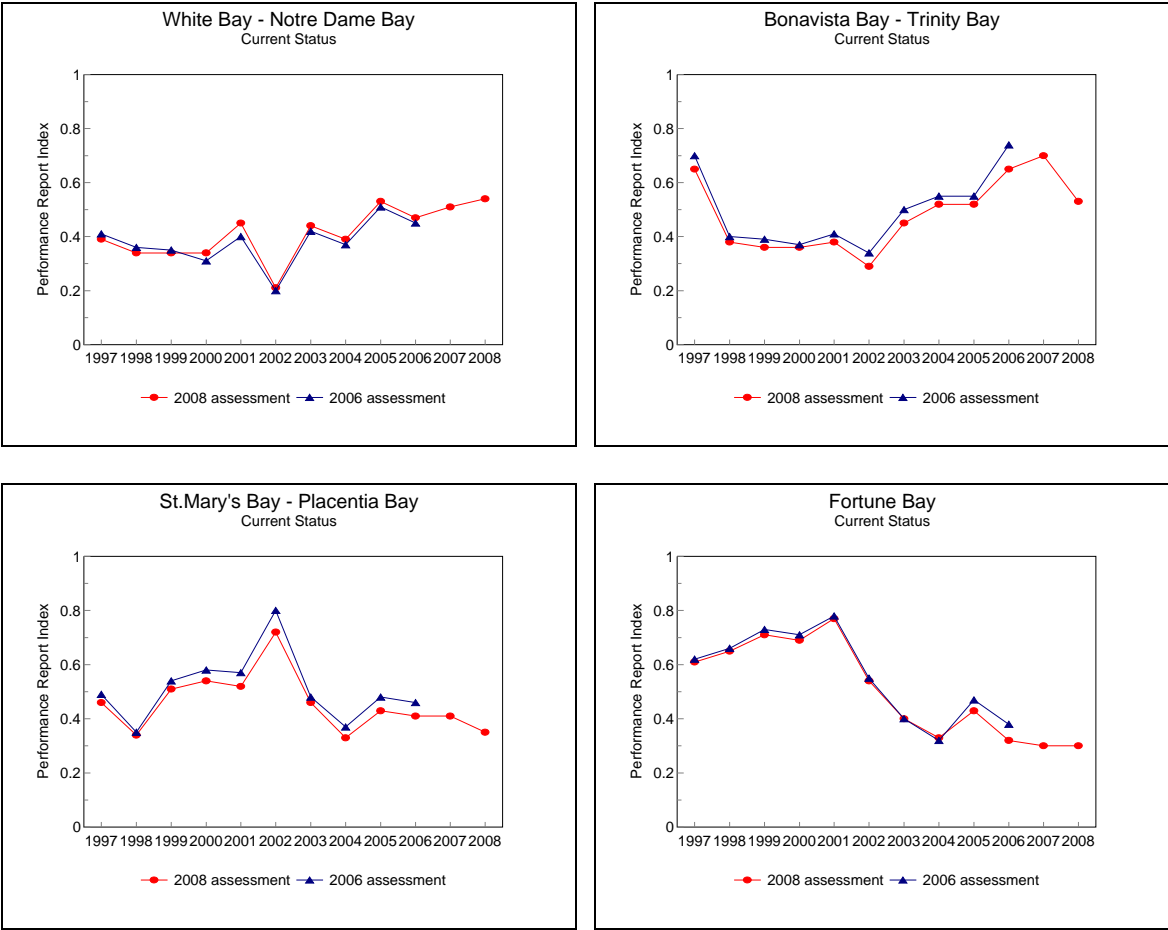 White Bay - Notre Dame Bay
Current Status
Performance Report Index
1
0.8
0.6
0.4
0.2
0
1997 1998 1999 2000 2001 2002 2003 2004 2005 2006 2007 2008
2008 assessment 2006 assessment
Bonavista Bay - Trinity Bay
Current Status
Performance Report Index
1
0.8
0.6
0.4
0.2
0
1997 1998 1999 2000 2001 2002 2003 2004 2005 2006 2007 2008
2008 assessment 2006 assessment
St.Mary's Bay - Placentia Bay
Current Status
Performance Report Index
1
0.8
0.6
0.4
0.2
0
1997 1998 1999 2000 2001 2002 2003 2004 2005 2006 2007 2008
2008 assessment 2006 assessment
Fortune Bay
Current Status
Performance Report Index
1
0.8
0.6
0.4
0.2
0
1997 1998 1999 2000 2001 2002 2003 2004 2005 2006 2007 2008
2008 assessment 2006 assessment